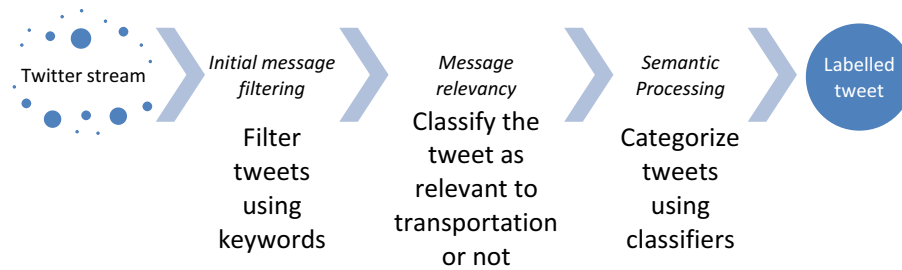 Twitter stream
Initial message
filtering
Filter
tweets
using
keywords
Message
relevancy
Classify the
tweet as
relevant to
transportation
or not
Semantic
Processing
Categorize
tweets
using
classifiers
Labelled
tweet